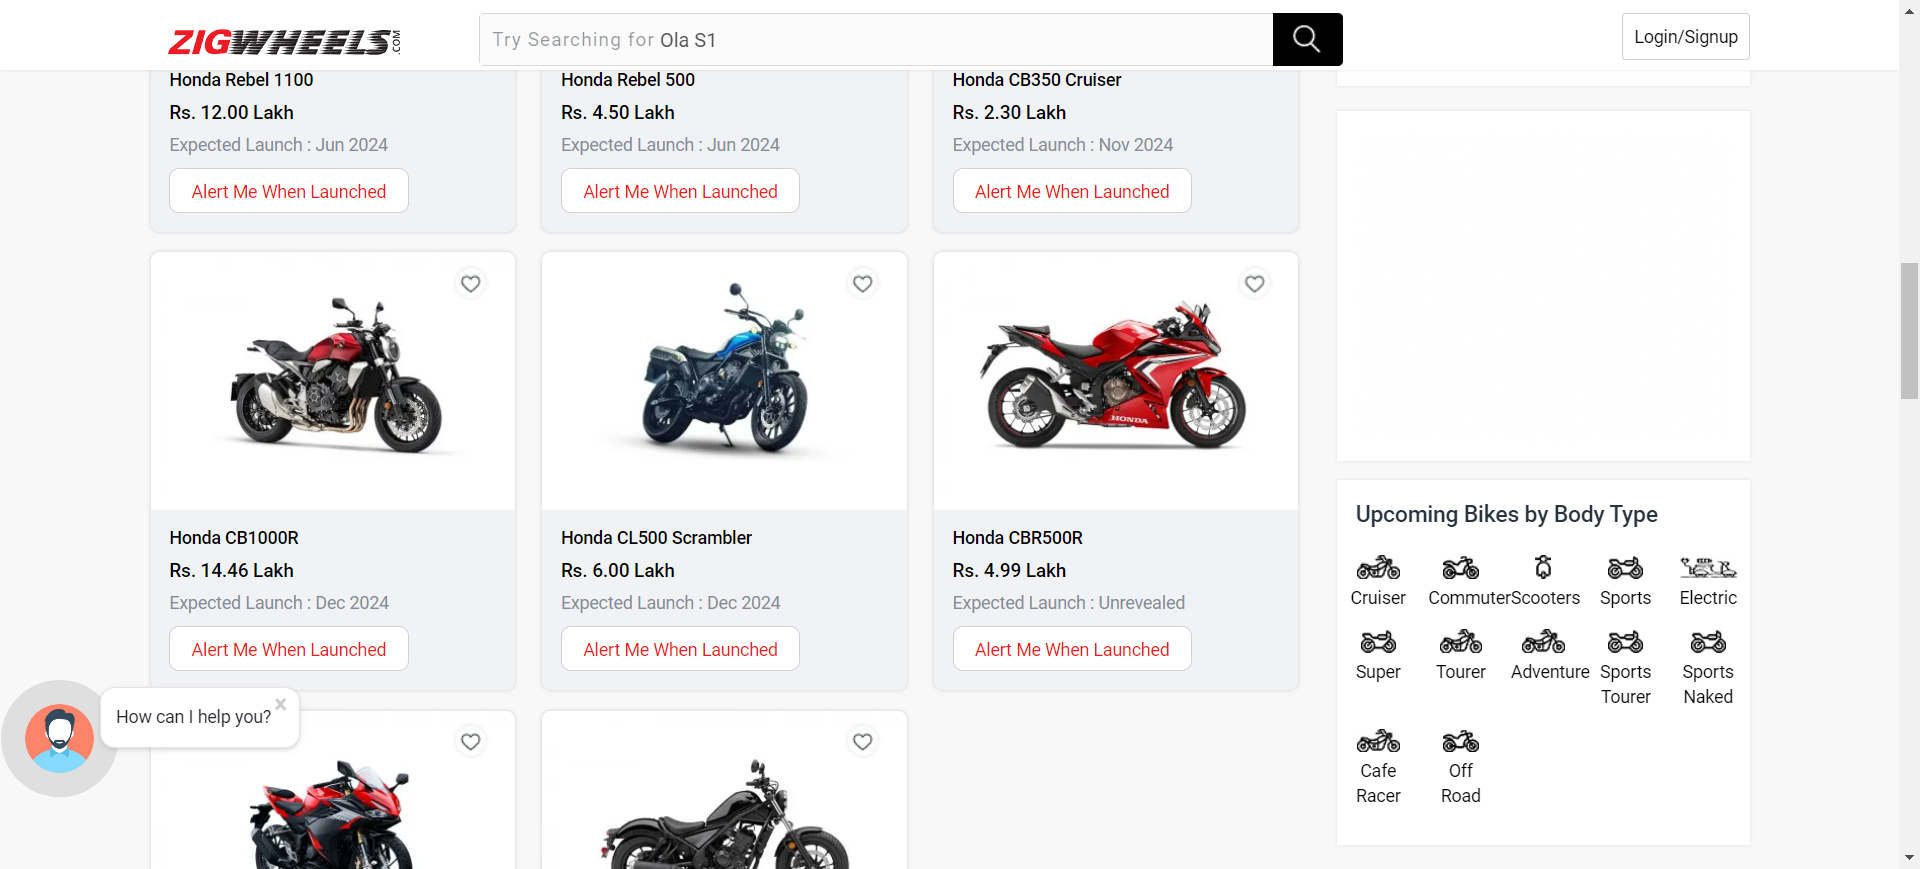 ZIGWHEELS.COM
Try Searching for Ola S1
Login/Signup
Honda Rebel 1100
Rs. 12.00 Lakh
Expected Launch : Jun 2024
Alert Me When Launched
Honda Rebel 500
Rs. 4.50 Lakh
Expected Launch : Jun 2024
Alert Me When Launched
Honda CB350 Cruiser
Rs. 2.30 Lakh
Expected Launch : Nov 2024
Alert Me When Launched
Honda CB1000R
Rs. 14.46 Lakh
Expected Launch : Dec 2024
Alert Me When Launched
Honda CL500 Scrambler
Rs. 6.00 Lakh
Expected Launch : Dec 2024
Alert Me When Launched
HONDA
Honda CBR500R
Rs. 4.99 Lakh
Expected Launch : Unrevealed
Alert Me When Launched
How can I help you?
Upcoming Bikes by Body Type
Cruiser
Commuter
Scooters
Sports
Electric
Super
Tourer
Adventure
Sports
Tourer
Sports
Naked
Cafe
Racer
Off
Road